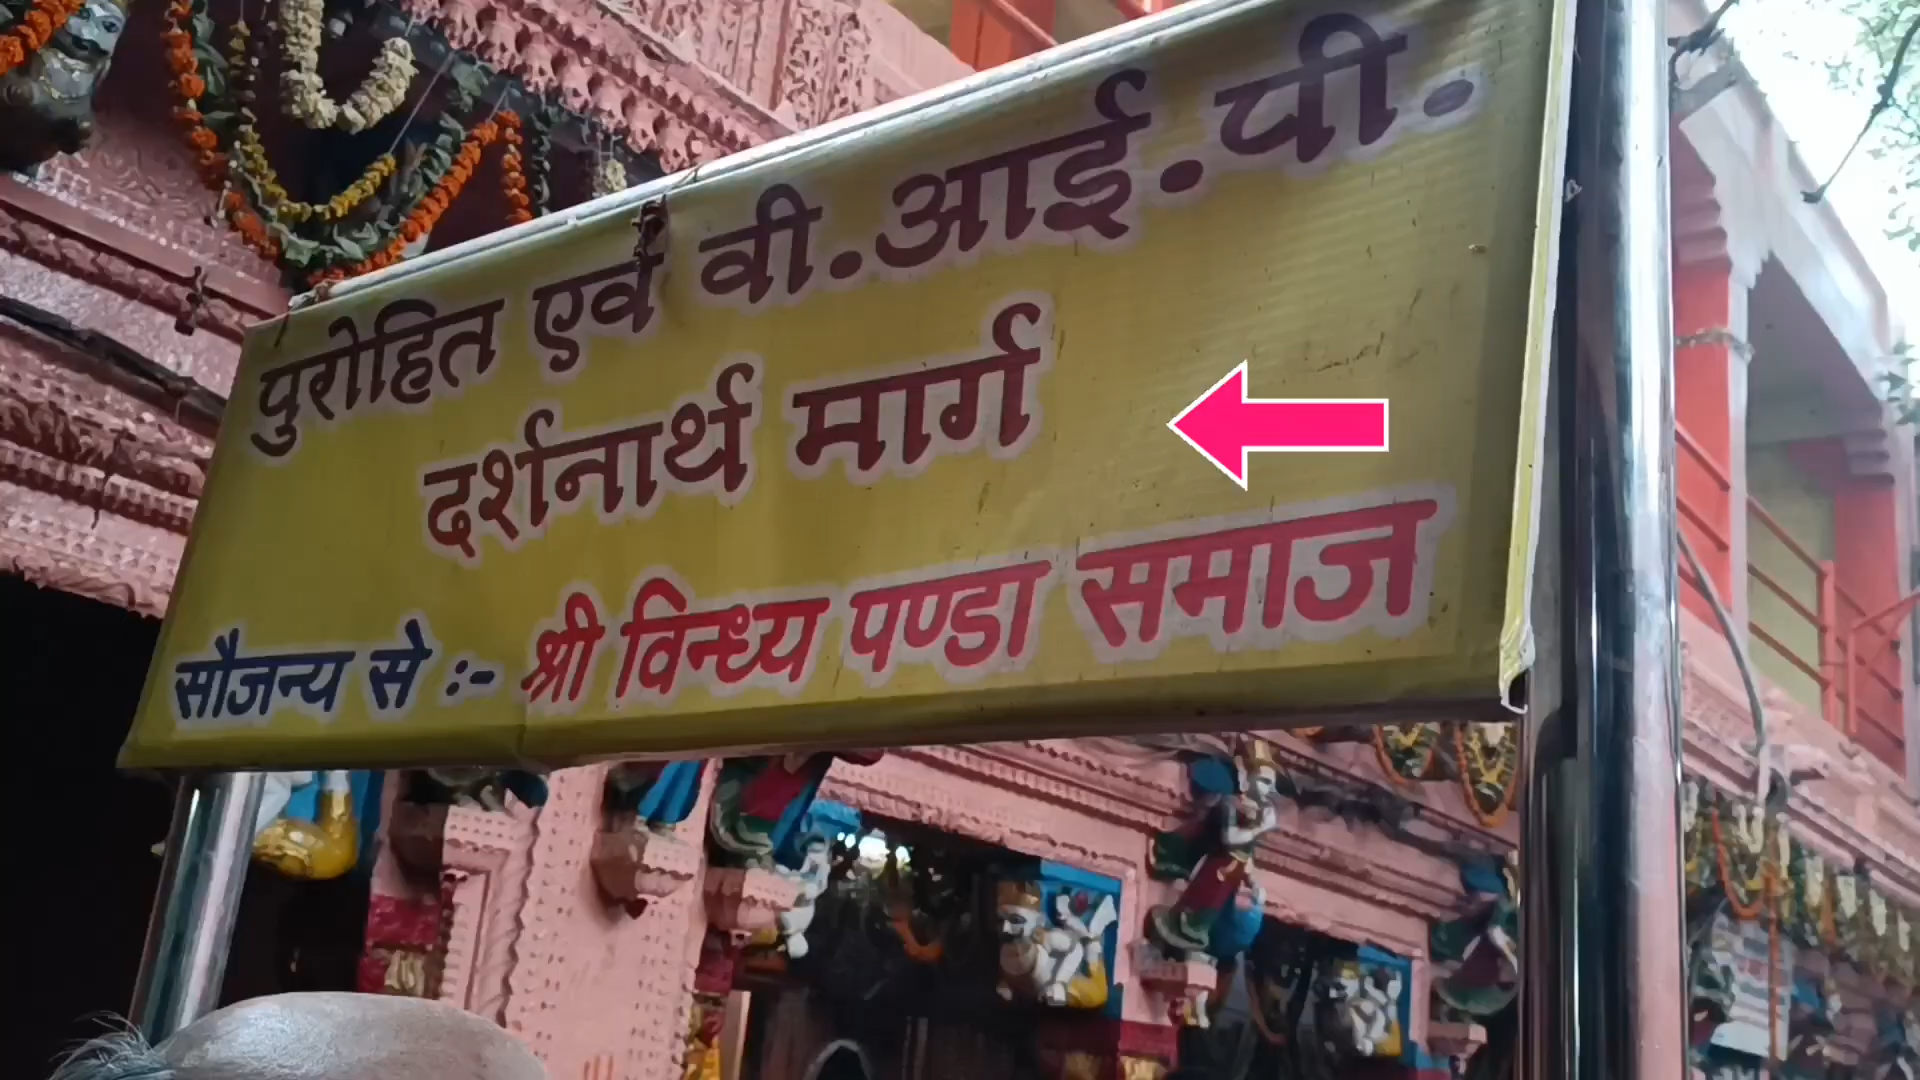 पुरोहित एवं वी.आई.पी.
दर्शनार्थ मार्ग
सौजन्य से :- श्री विन्ध्य पण्डा समाज